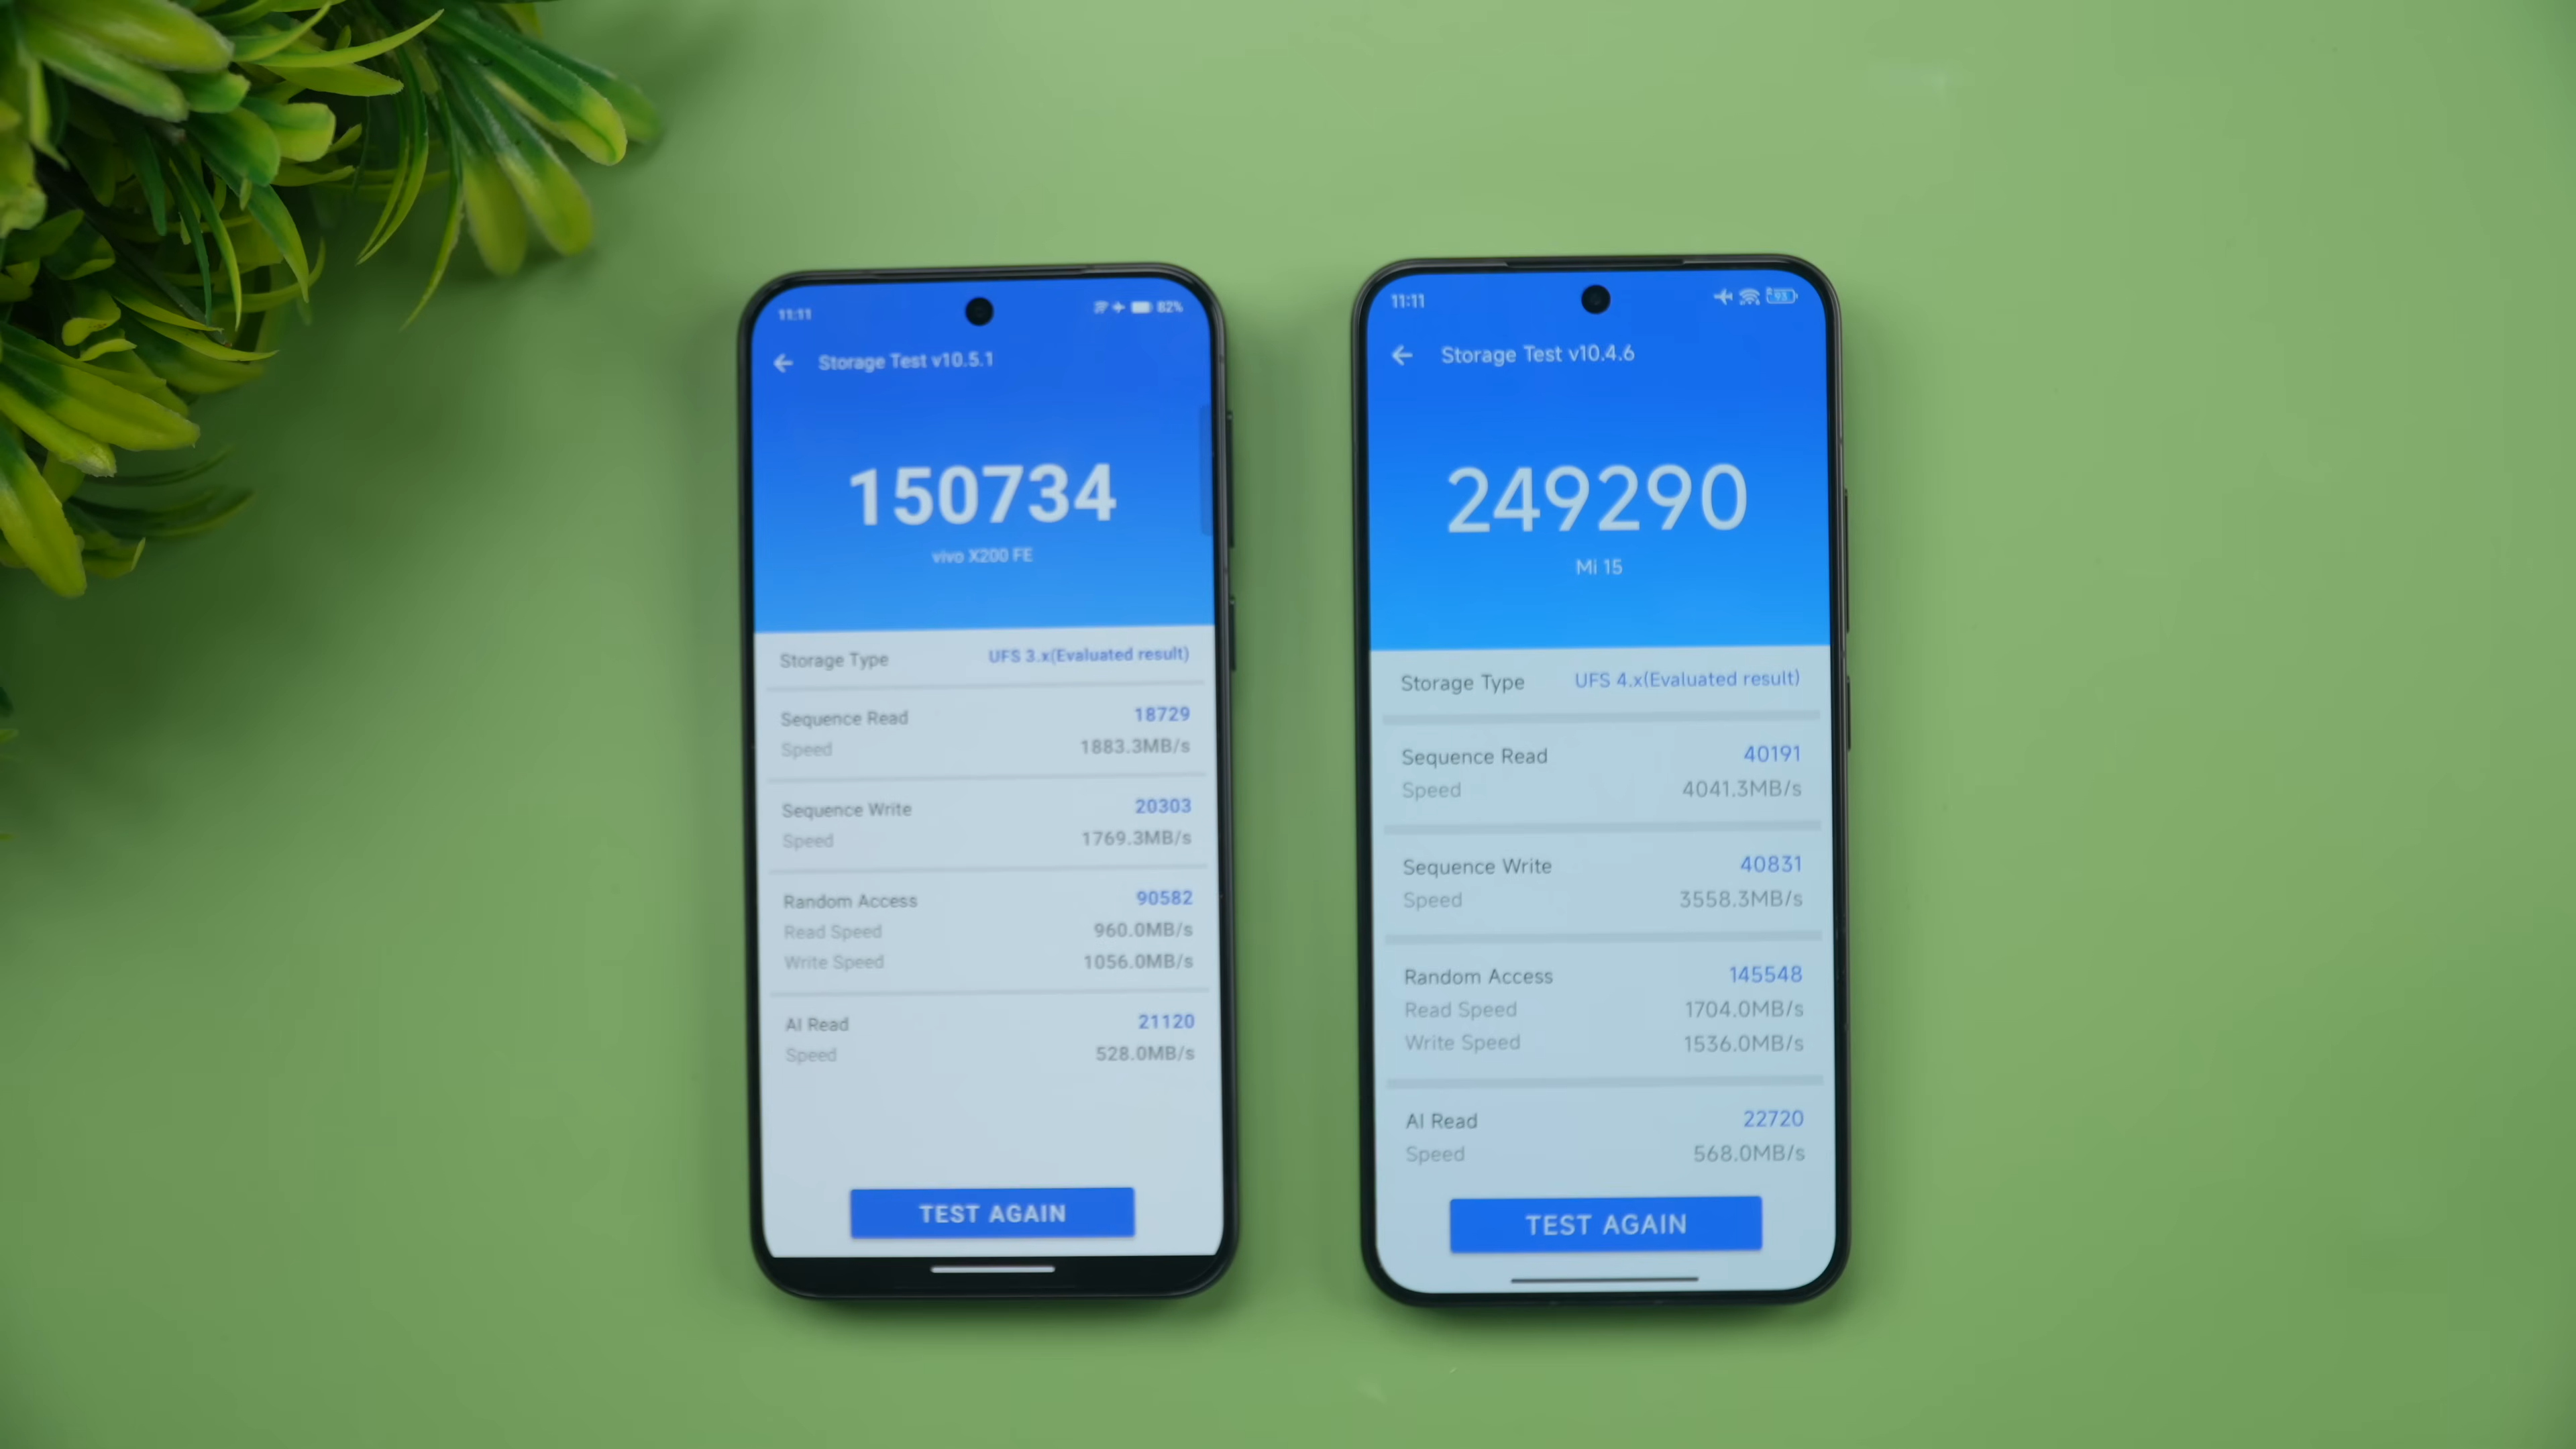 11:11
82%
Storage Test v10.5.1
150734
vivo X200 FE
Storage Type UFS 3.x(Evaluated result)
Sequence Read 18729
Speed 1883.3MB/s
Sequence Write 20303
Speed 1769.3MB/s
Random Access 90582
Read Speed 960.0MB/s
Write Speed 1056.0MB/s
AI Read 21120
Speed 528.0MB/s
TEST AGAIN
11:11
93
Storage Test v10.4.6
249290
Mi 15
Storage Type UFS 4.x(Evaluated result)
Sequence Read 40191
Speed 4041.3MB/s
Sequence Write 40831
Speed 3558.3MB/s
Random Access 145548
Read Speed 1704.0MB/s
Write Speed 1536.0MB/s
AI Read 22720
Speed 568.0MB/s
TEST AGAIN